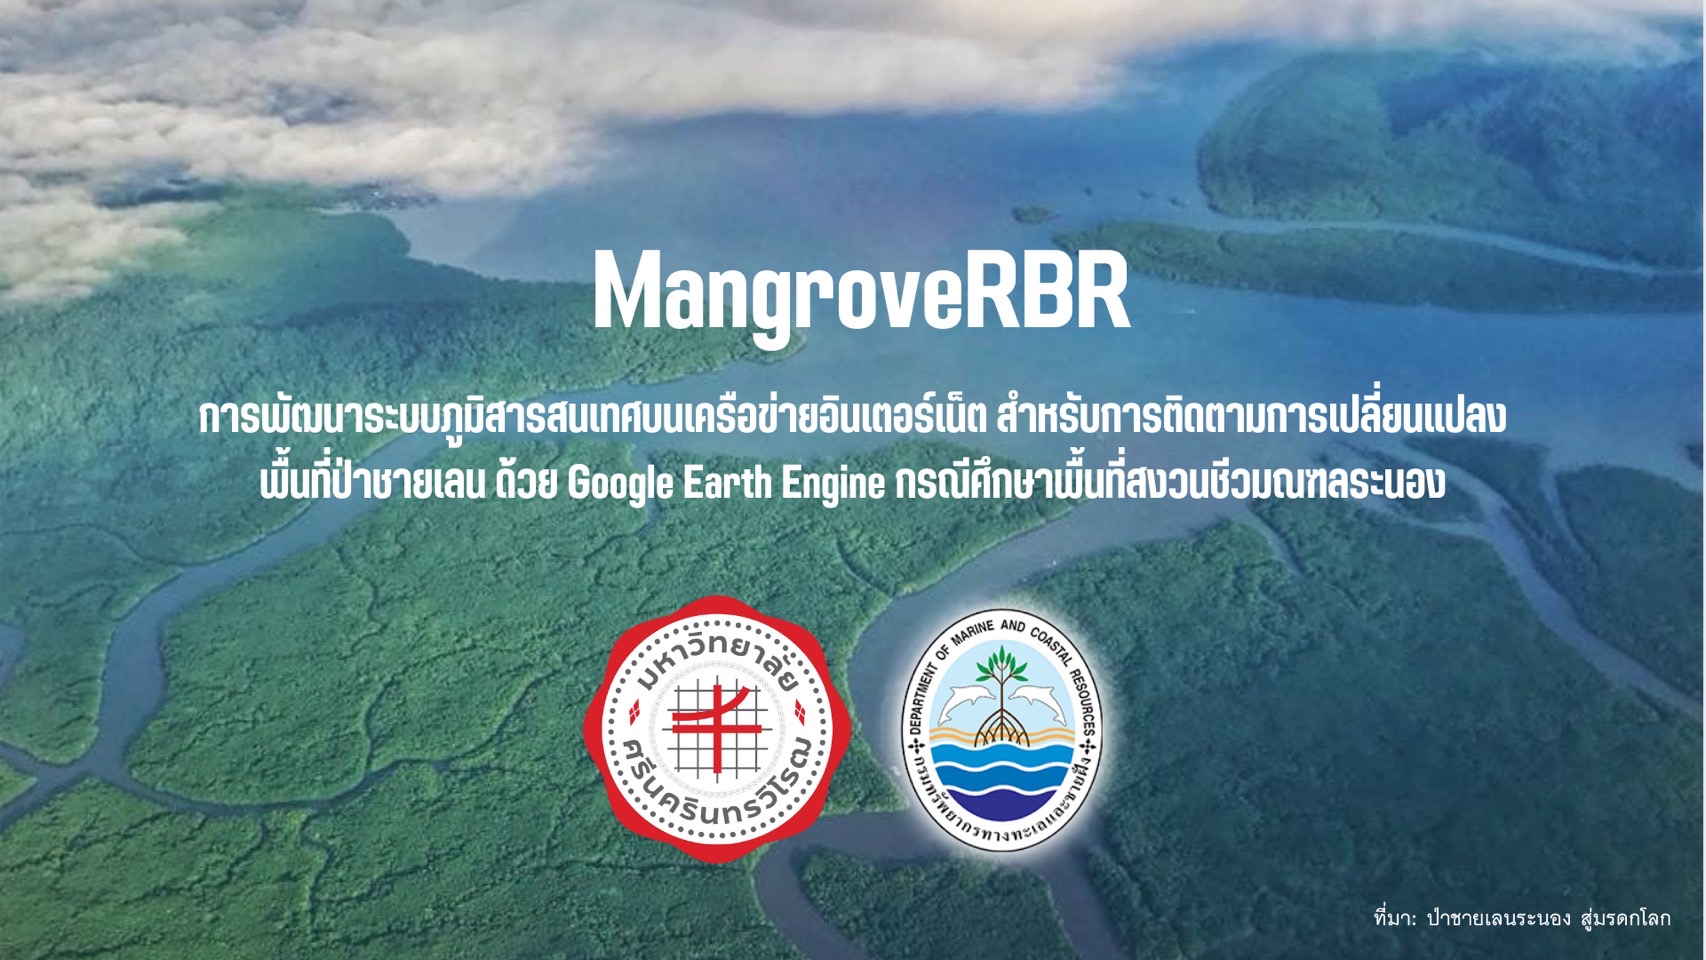 MangroveRBR
การพัฒนาระบบภูมิสารสนเทศบนเครือข่ายอินเตอร์เน็ต สำหรับการติดตามการเปลี่ยนแปลง
พื้นที่ป่าชายเลน ด้วย Google Earth Engine กรณีศึกษาพื้นที่สงวนชีวมณฑลระนอง
มหาวิทยาลัย
ศรีนครินทรวิโรฒ
DEPARTMENT OF MARINE AND COASTAL RESOURCES
กรมทรัพยากรทางทะเลและชายฝั่ง
ที่มา: ป่าชายเลนระนอง สู่มรดกโลก